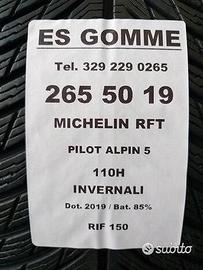 ES GOMME
Tel. 329 229 0265
265 50 19
MICHELIN RFT
PILOT ALPIN 5
110H
INVERNALI
Dot. 2019 / Bat. 85%
RIF 150
subito